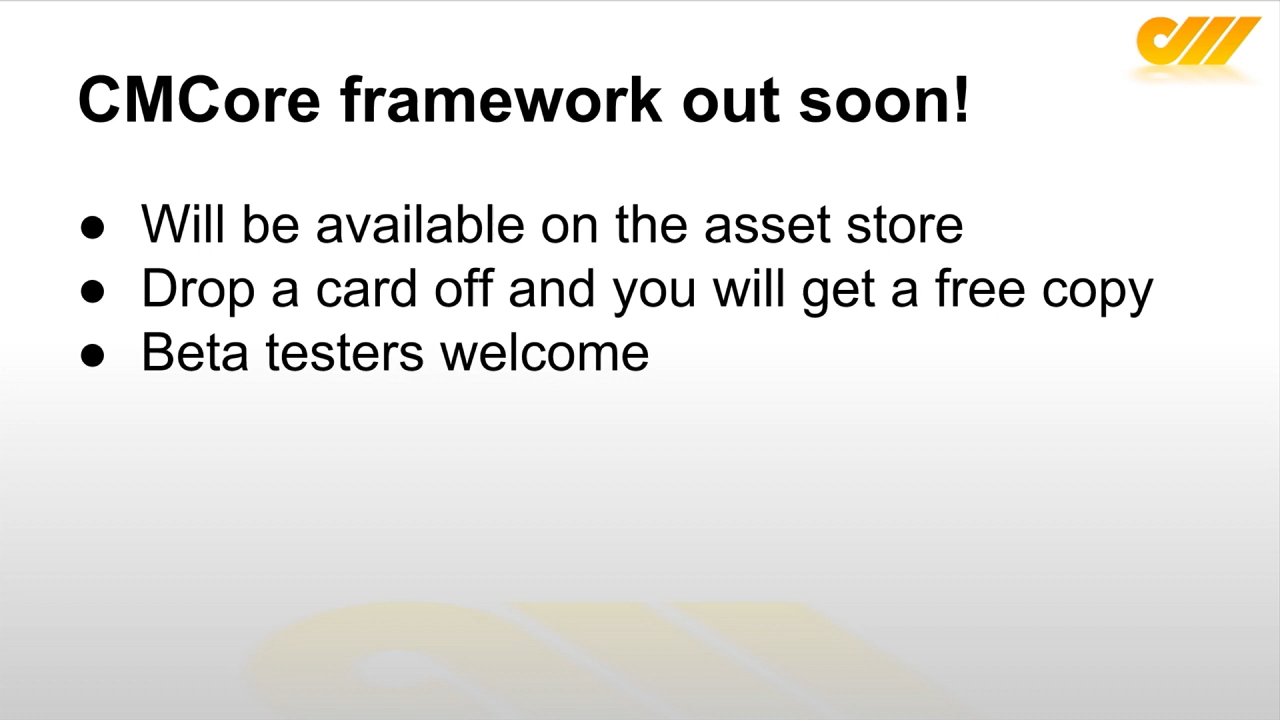 CMCore framework out soon!
● Will be available on the asset store
● Drop a card off and you will get a free copy
● Beta testers welcome